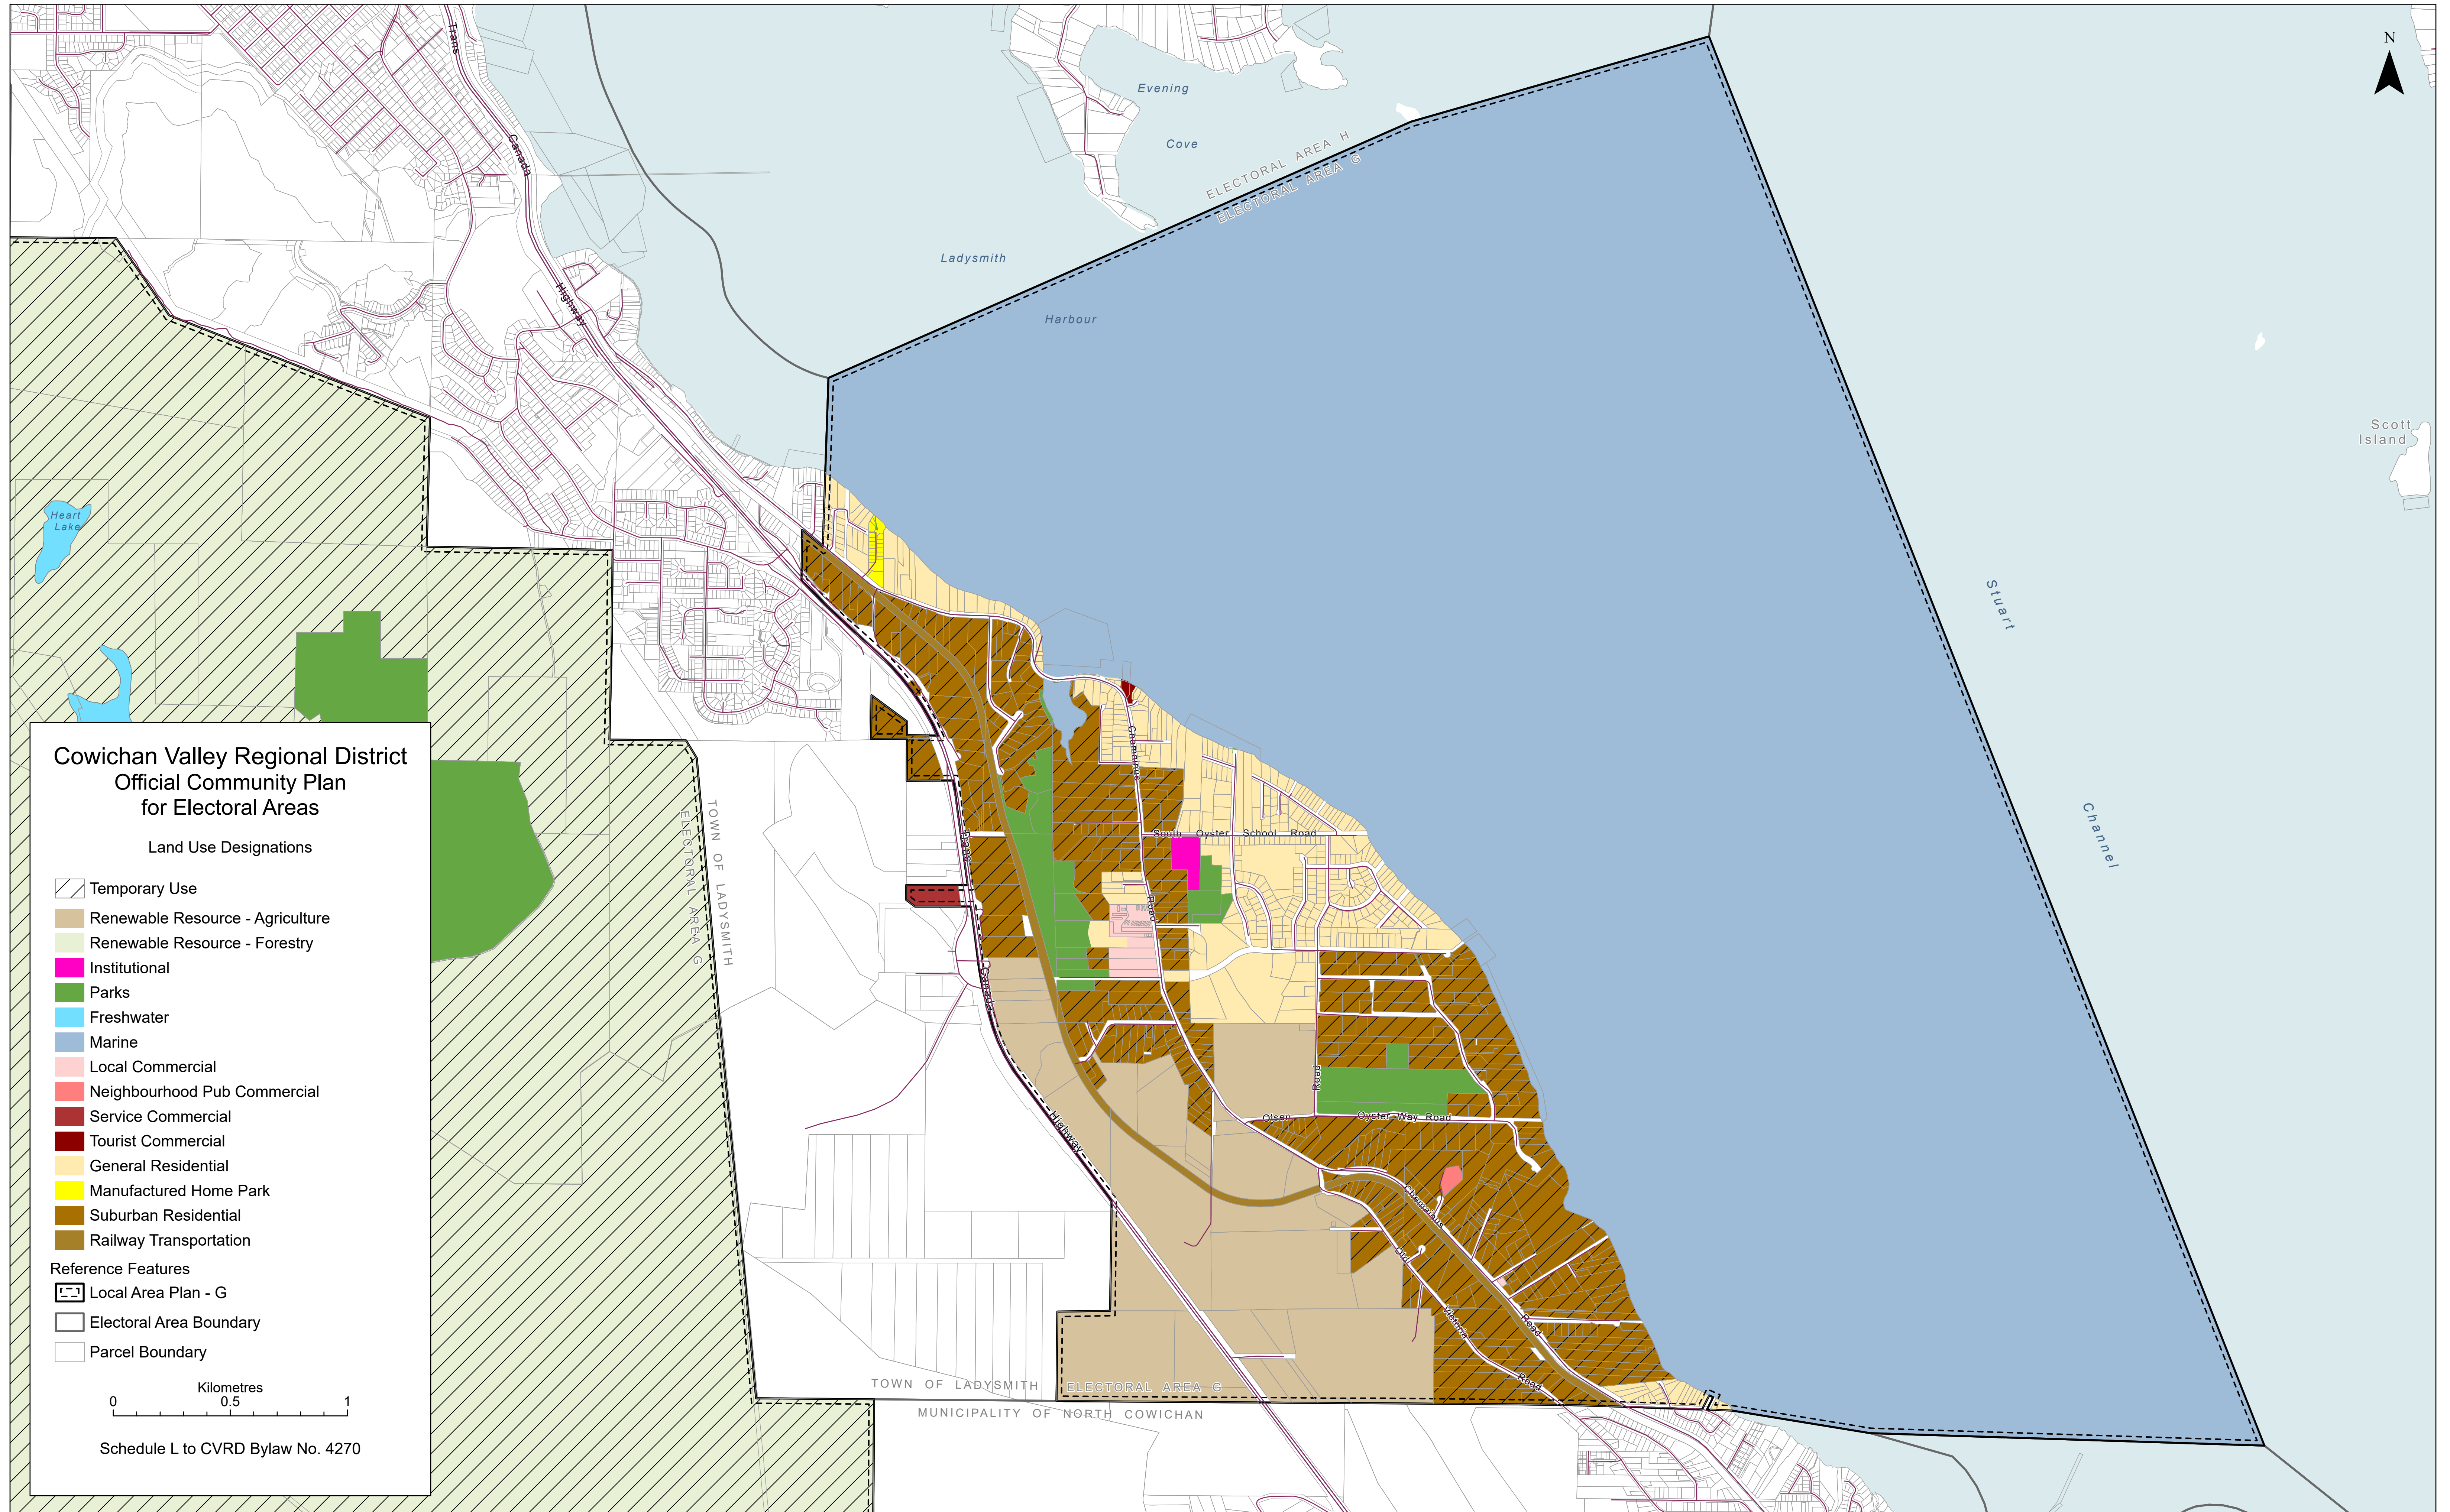 N
Trans
Canada
Highway
Evening
Cove
ELECTORAL AREA H
ELECTORAL AREA G
Ladysmith
Harbour
Scott
Island
Heart
Lake
Stuart
Channel
Chemainus
Road
South Oyster School Road
Trans
Canada
Highway
TOWN OF LADYSMITH
ELECTORAL AREA G
Road
Olsen
Oyster Way Road
Chemainus
Road
Old
Victoria
Road
TOWN OF LADYSMITH
ELECTORAL AREA G
MUNICIPALITY OF NORTH COWICHAN
Cowichan Valley Regional District
Official Community Plan
for Electoral Areas
Land Use Designations
Temporary Use
Renewable Resource - Agriculture
Renewable Resource - Forestry
Institutional
Parks
Freshwater
Marine
Local Commercial
Neighbourhood Pub Commercial
Service Commercial
Tourist Commercial
General Residential
Manufactured Home Park
Suburban Residential
Railway Transportation
Reference Features
Local Area Plan - G
Electoral Area Boundary
Parcel Boundary
Kilometres
0 0.5 1
Schedule L to CVRD Bylaw No. 4270